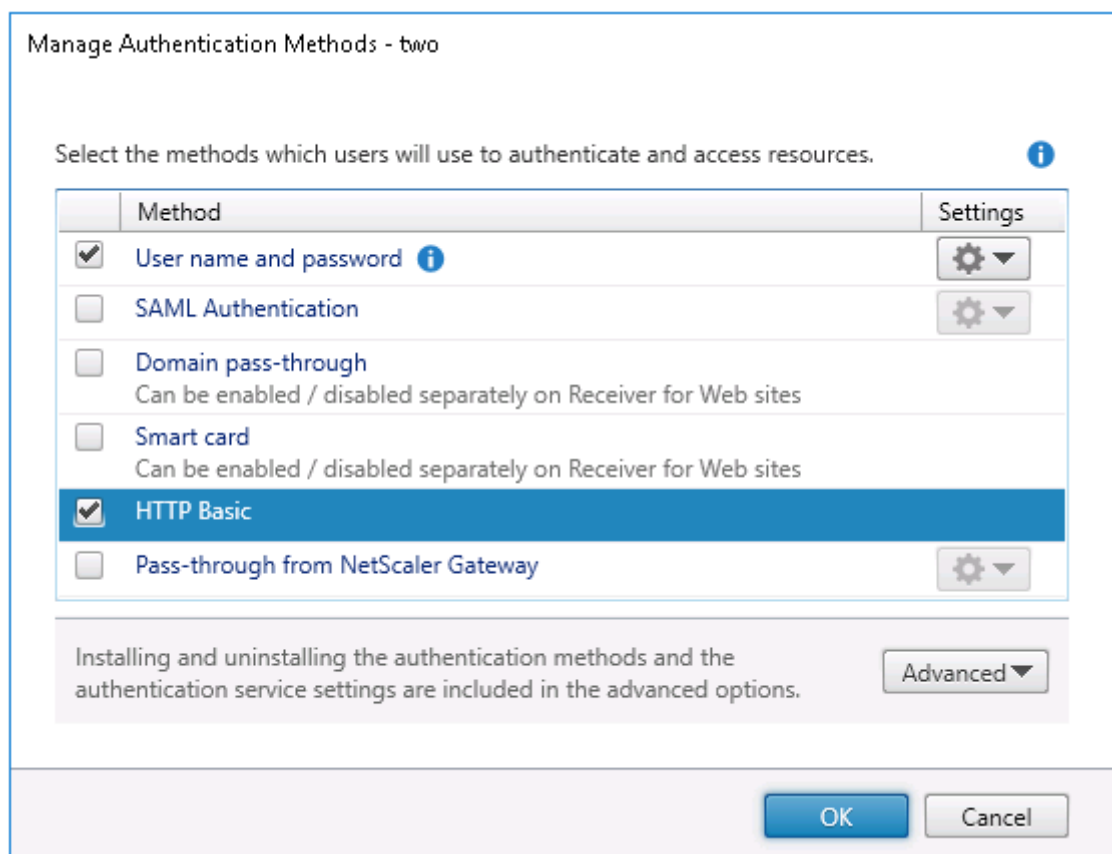 Manage Authentication Methods - two
Select the methods which users will use to authenticate and access resources.
Method Settings
User name and password
SAML Authentication
Domain pass-through
Can be enabled / disabled separately on Receiver for Web sites
Smart card
Can be enabled / disabled separately on Receiver for Web sites
HTTP Basic
Pass-through from NetScaler Gateway
Installing and uninstalling the authentication methods and the
authentication service settings are included in the advanced options.
Advanced
OK Cancel